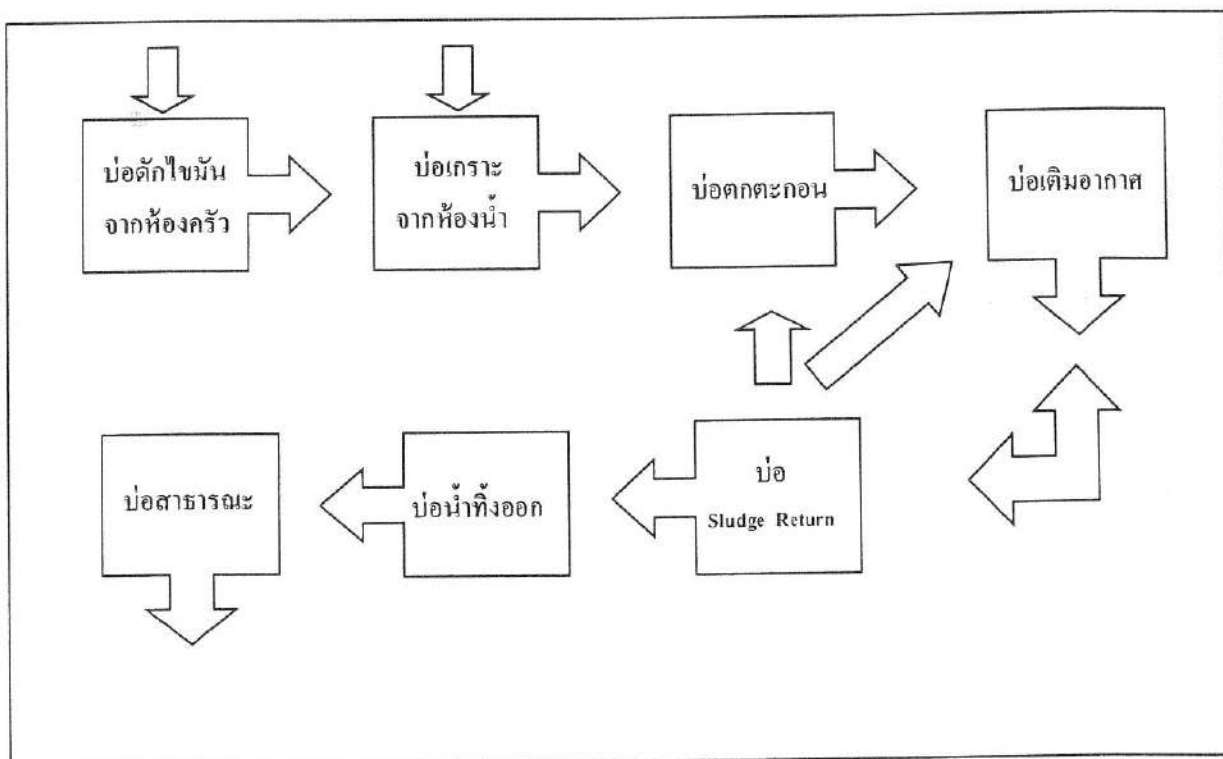 บ่อดักไขมัน
จากห้องครัว
บ่อเกราะ
จากห้องน้ำ
บ่อตกตะกอน
บ่อเติมอากาศ
บ่อสาธารณะ
บ่อน้ำทิ้งออก
บ่อ
Sludge Return